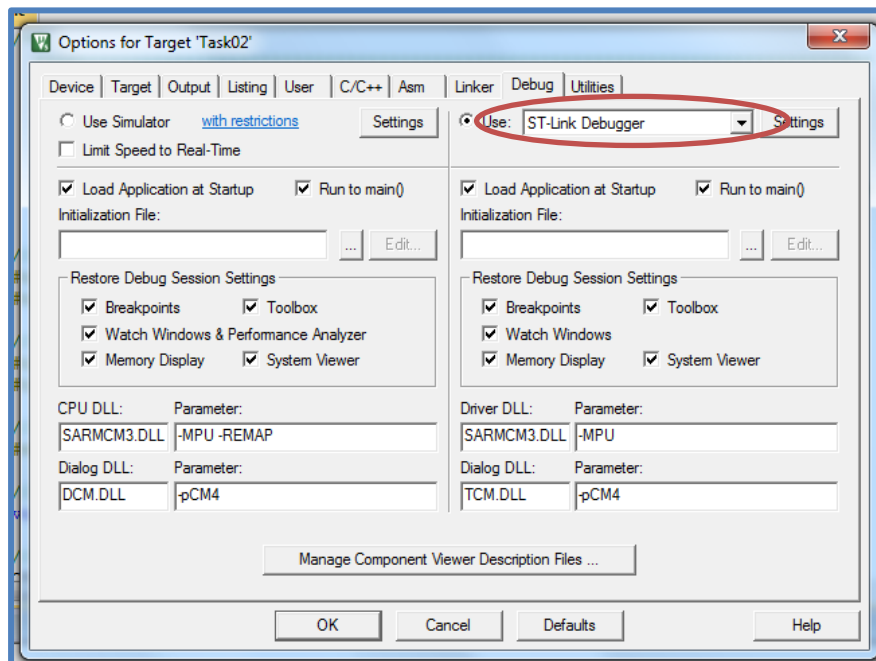 Options for Target 'Task02'
Device Target Output Listing User C/C++ Asm Linker Debug Utilities
Use Simulator with restrictions Settings
Limit Speed to Real-Time
Use: ST-Link Debugger Settings
Load Application at Startup Run to main()
Initialization File:
... Edit...
Load Application at Startup Run to main()
Initialization File:
... Edit...
Restore Debug Session Settings
Breakpoints Toolbox
Watch Windows & Performance Analyzer
Memory Display System Viewer
Restore Debug Session Settings
Breakpoints Toolbox
Watch Windows
Memory Display System Viewer
CPU DLL: Parameter:
SARMCM3.DLL -MPU -REMAP
Dialog DLL: Parameter:
DCM.DLL -pCM4
Driver DLL: Parameter:
SARMCM3.DLL -MPU
Dialog DLL: Parameter:
TCM.DLL -pCM4
Manage Component Viewer Description Files ...
OK Cancel Defaults Help